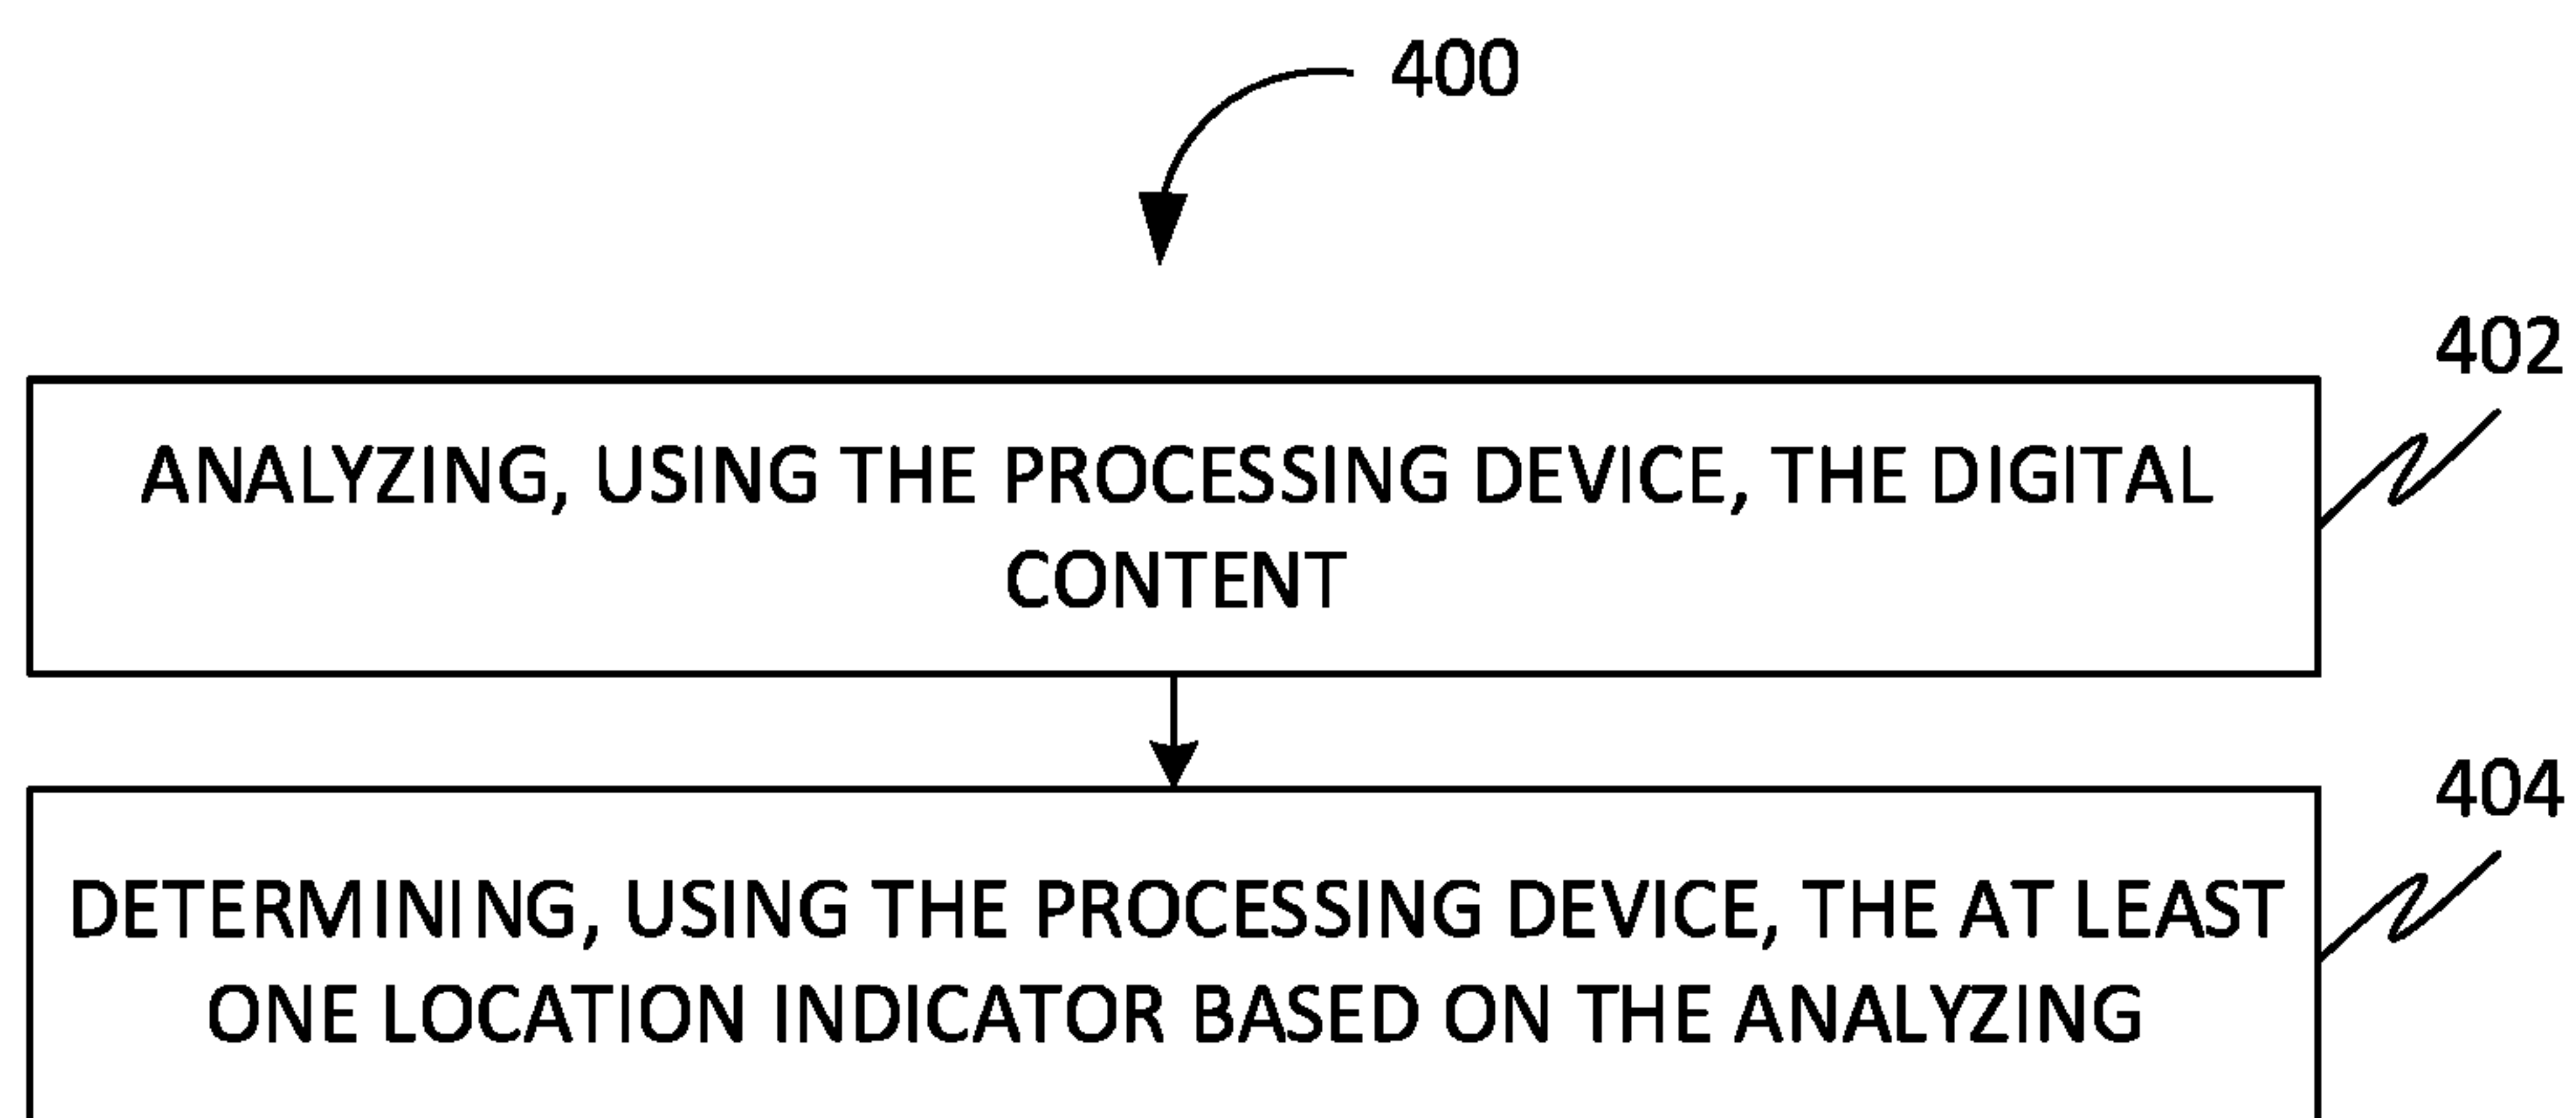 400
402
ANALYZING, USING THE PROCESSING DEVICE, THE DIGITAL
CONTENT
404
DETERMINING, USING THE PROCESSING DEVICE, THE AT LEAST
ONE LOCATION INDICATOR BASED ON THE ANALYZING